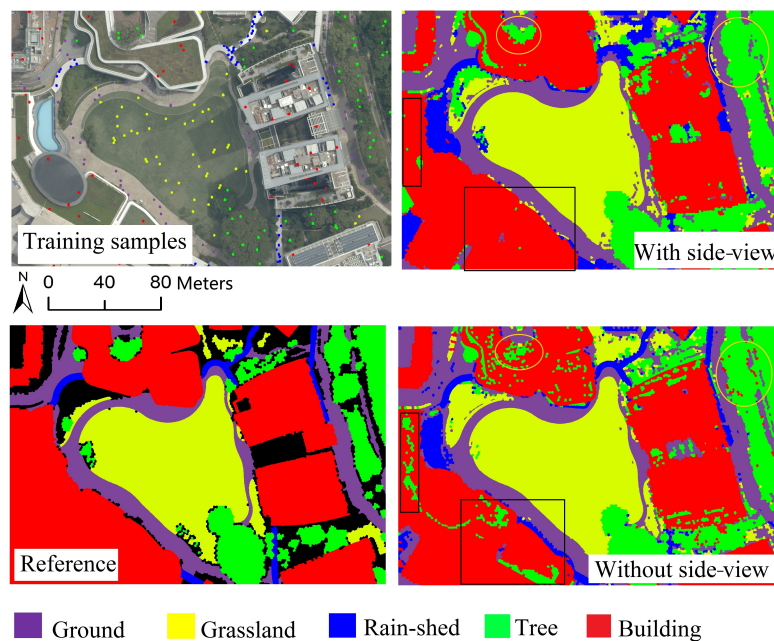 Training samples
With side-view
N
0 40 80 Meters
Reference
Without side-view
Ground Grassland Rain-shed Tree Building